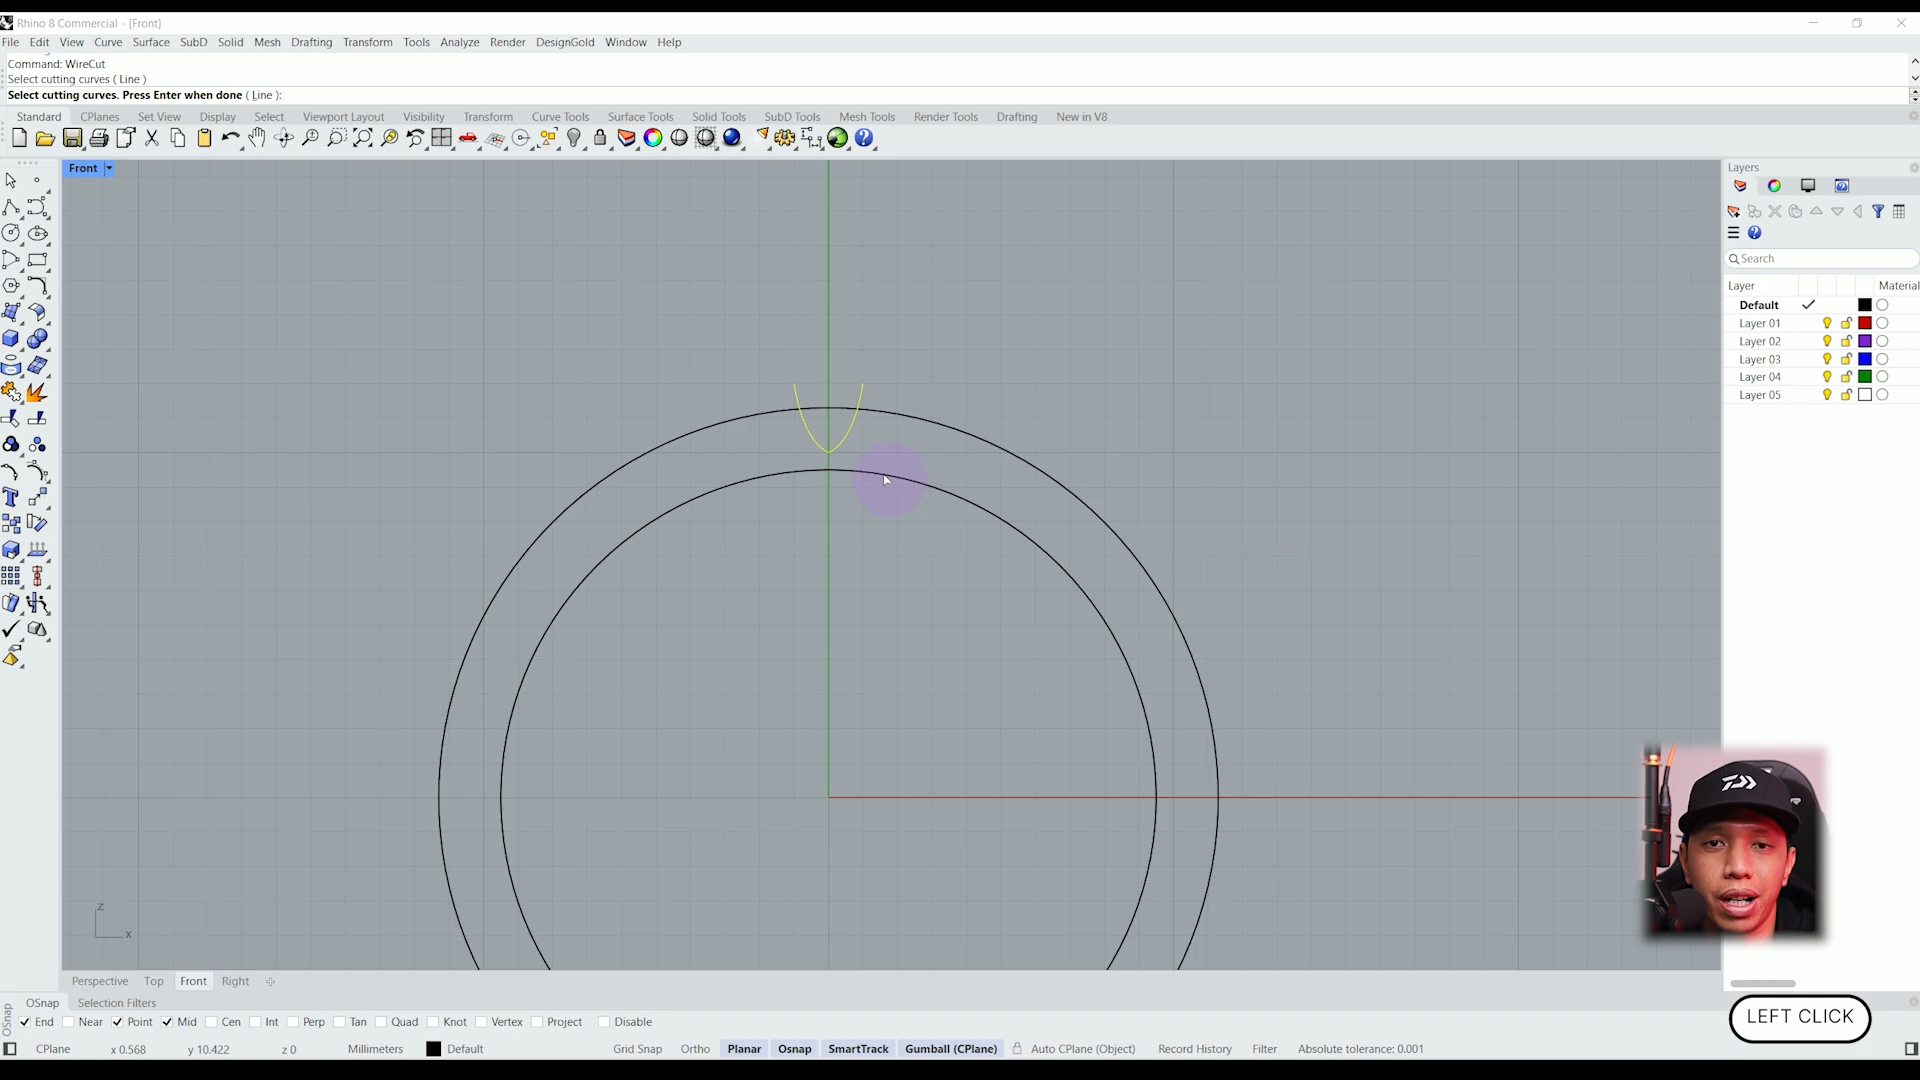 Rhino 8 Commercial - [Front]
File Edit View Curve Surface SubD Solid Mesh Drafting Transform Tools Analyze Render DesignGold Window Help
Command: WireCut
Select cutting curves ( Line )
Select cutting curves. Press Enter when done ( Line ):
Standard CPlanes Set View Display Select Viewport Layout Visibility Transform Curve Tools Surface Tools Solid Tools SubD Tools Mesh Tools Render Tools Drafting New in V8
Front
Layers
Search
Layer Material
Default
Layer 01
Layer 02
Layer 03
Layer 04
Layer 05
z
x
Perspective Top Front Right
OSnap Selection Filters
OSnap
End Near Point Mid Cen Int Perp Tan Quad Knot Vertex Project Disable
LEFT CLICK
CPlane x 0.568 y 10.422 z 0 Millimeters Default Grid Snap Ortho Planar Osnap SmartTrack Gumball (CPlane) Auto CPlane (Object) Record History Filter Absolute tolerance: 0.001